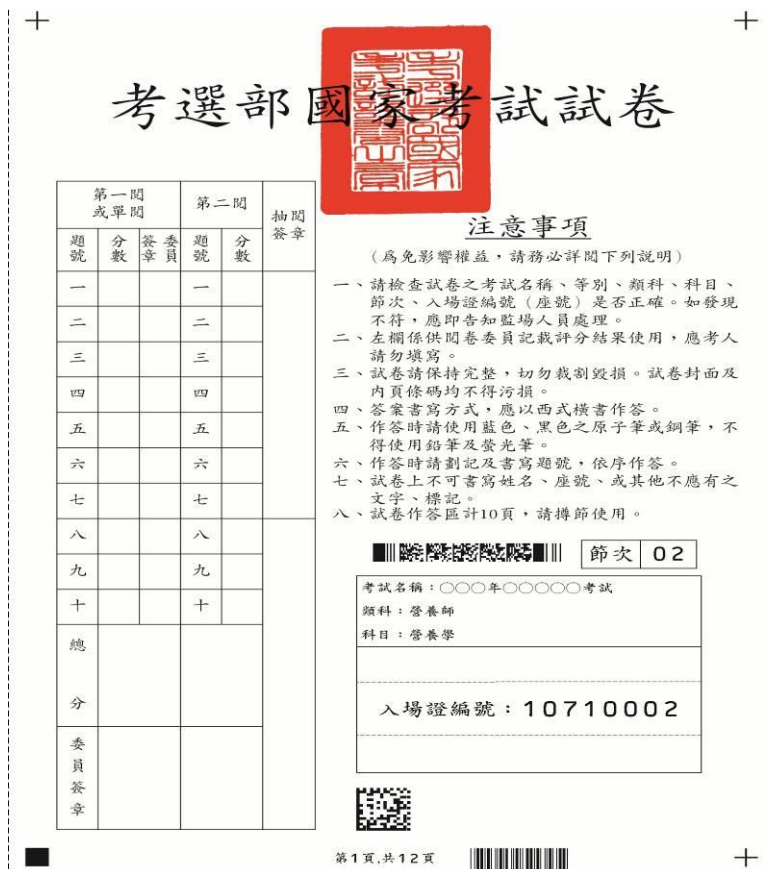 考選部國家考試試卷
第一閱或單閱
第二閱
抽閱簽章
題號
分數
簽章
委員
題號
分數
一
一
二
二
三
三
四
四
五
五
六
六
七
七
八
八
九
九
十
十
總分
委員簽章
注意事項
(為免影響權益,請務必詳閱下列說明)
一、請檢查試卷之考試名稱、等別、類科、科目、
節次、入場證編號(座號)是否正確。如發現
不符,應即告知監場人員處理。
二、左欄係供閱卷委員記載評分結果使用,應考人
請勿填寫。
三、試卷請保持完整,切勿裁割毀損。試卷封面及
內頁條碼均不得污損。
四、答案書寫方式,應以西式橫書作答。
五、作答時請使用藍色、黑色之原子筆或鋼筆,不
得使用鉛筆及螢光筆。
六、作答時請劃記及書寫題號,依序作答。
七、試卷上不可書寫姓名、座號、或其他不應有之
文字、標記。
八、試卷作答區計10頁,請撙節使用。
節次 02
考試名稱:○○○年○○○○○考試
類科:營養師
科目:營養學
入場證編號:10710002
第1頁,共12頁